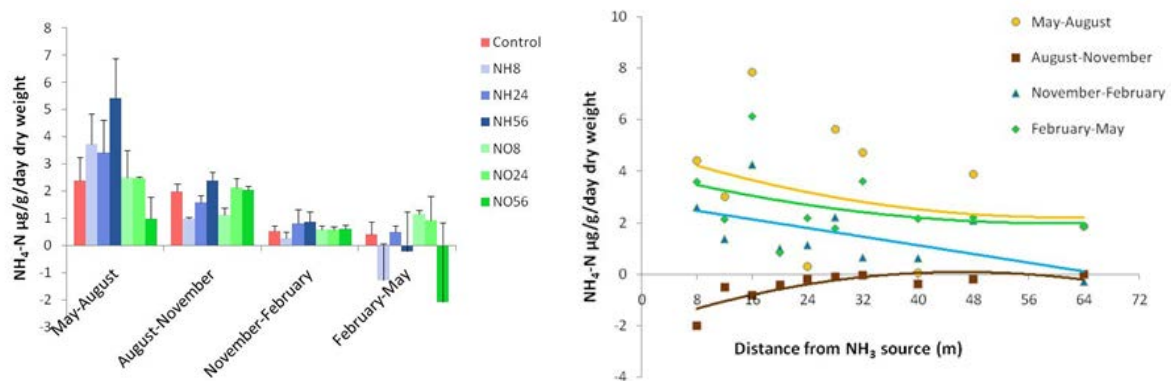 8
7
6
5
4
3
2
1
0
-1
-2
-3
NH₄-N µg/g/day dry weight
May-August
August-November
November-February
February-May
Control
NH8
NH24
NH56
NO8
NO24
NO56
10
8
6
4
2
0
-2
-4
NH₄-N µg/g/day dry weight
0 8 16 24 32 40 48 56 64 72
Distance from NH₃ source (m)
May-August
August-November
November-February
February-May